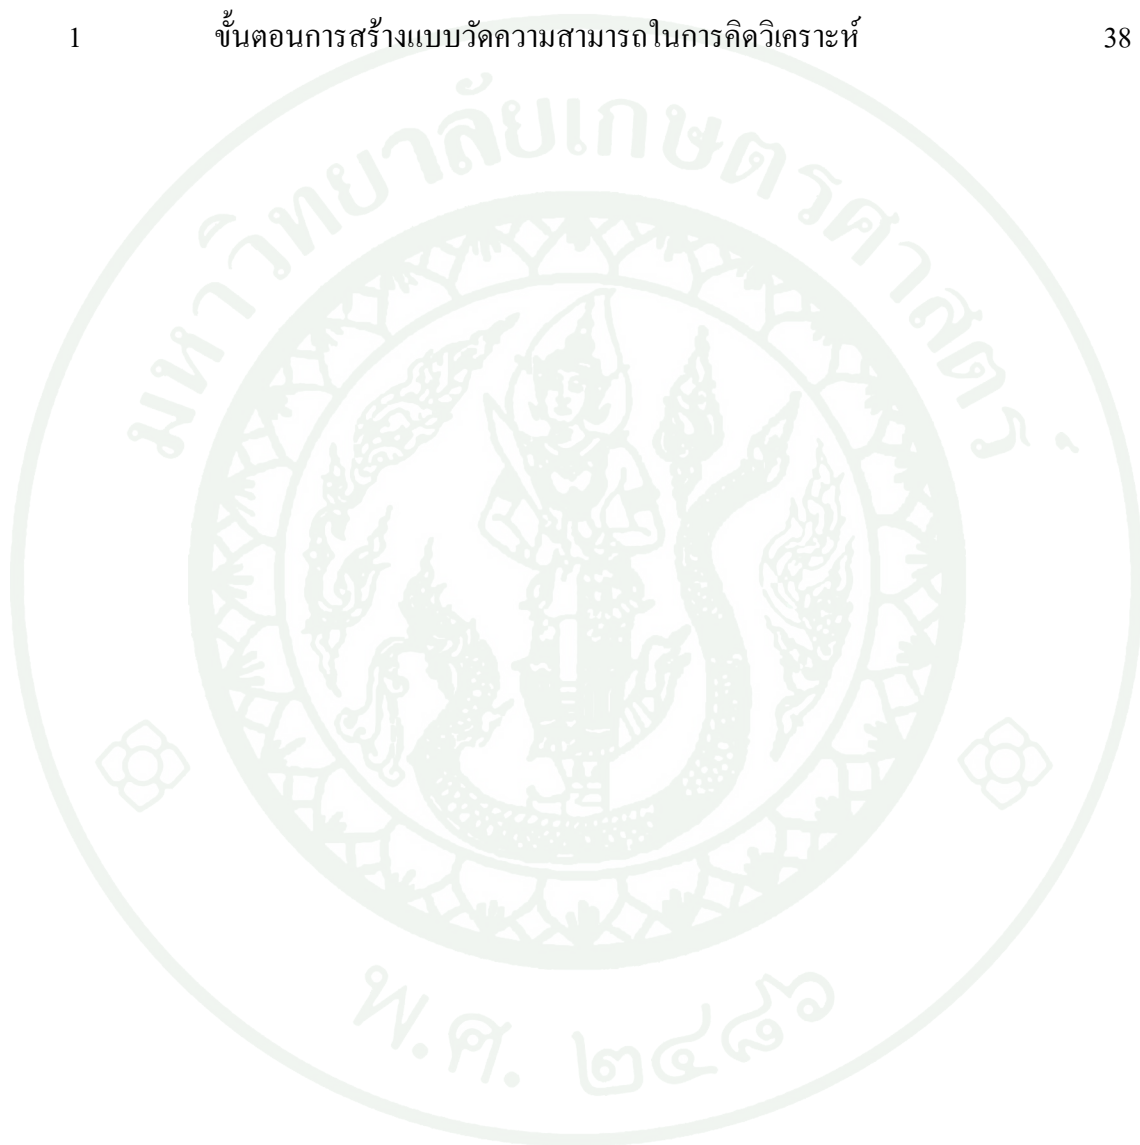 1 ขั้นตอนการสร้างแบบวัดความสามารถในการคิดวิเคราะห์ 38
มหาวิทยาลัยเกษตรศาสตร์
พ.ศ. ๒๔๘๖